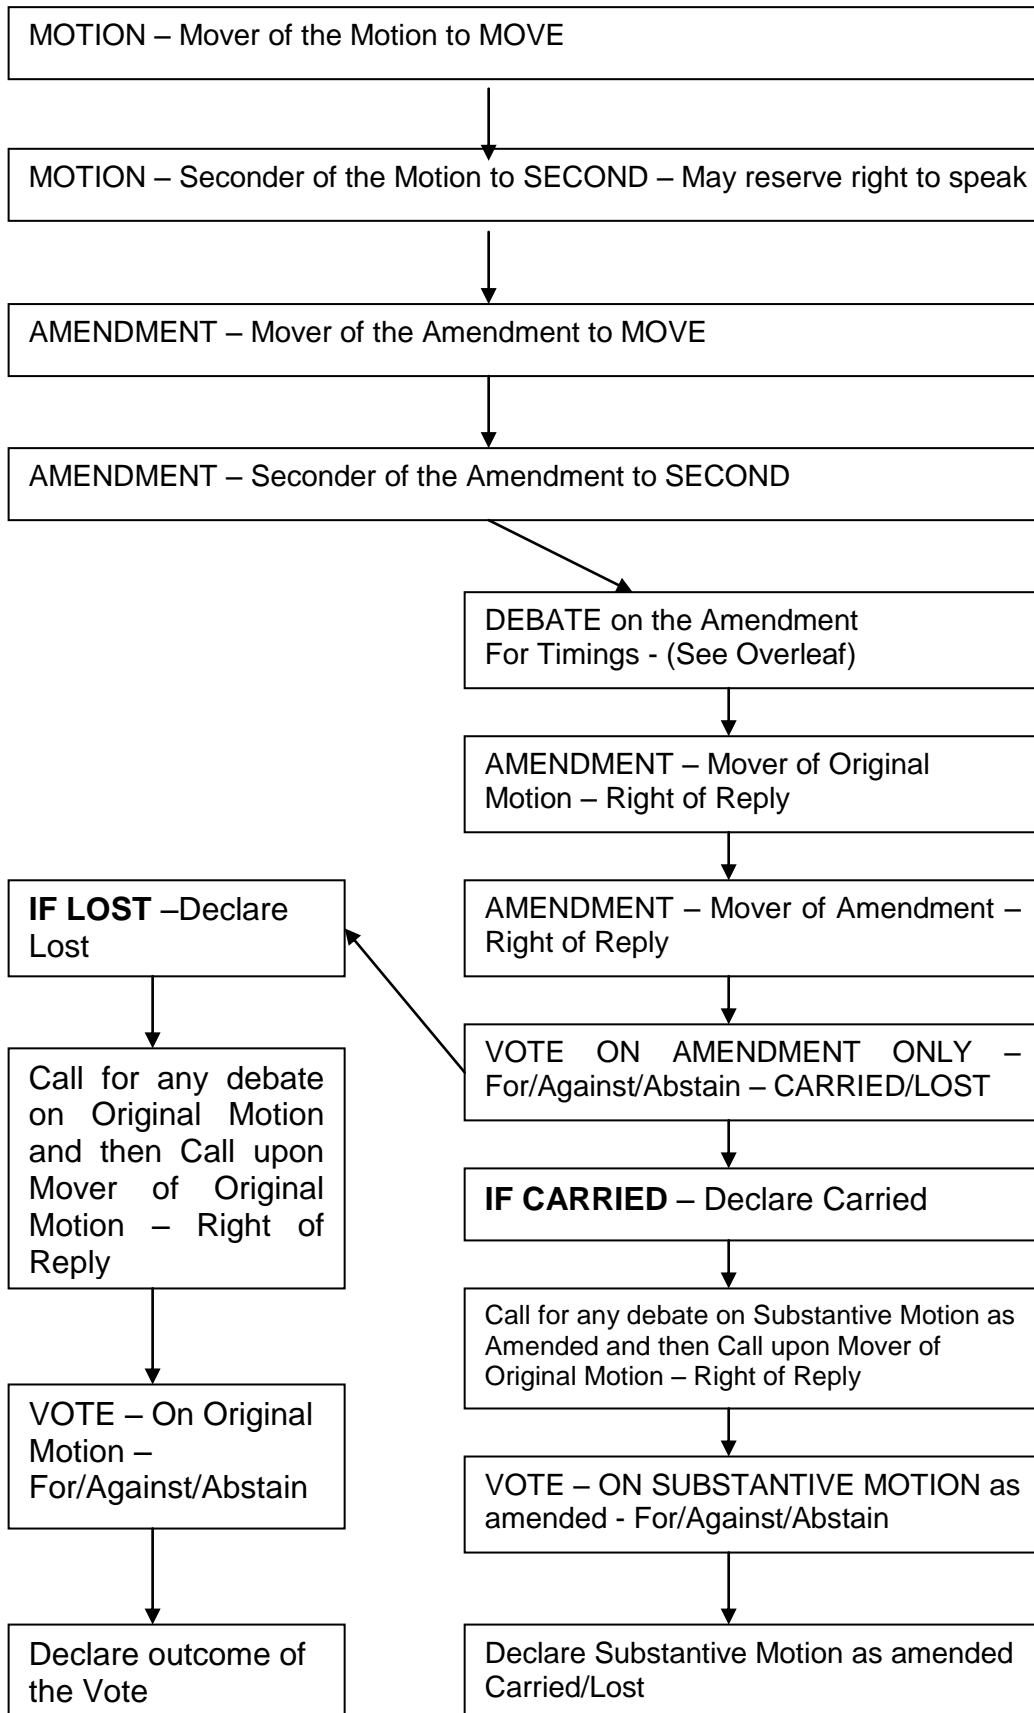 MOTION – Mover of the Motion to MOVE
MOTION – Seconder of the Motion to SECOND – May reserve right to speak
AMENDMENT – Mover of the Amendment to MOVE
AMENDMENT – Seconder of the Amendment to SECOND
DEBATE on the Amendment
For Timings - (See Overleaf)
AMENDMENT – Mover of Original
Motion – Right of Reply
AMENDMENT – Mover of Amendment –
Right of Reply
VOTE ON AMENDMENT ONLY –
For/Against/Abstain – CARRIED/LOST
IF LOST –Declare
Lost
Call for any debate
on Original Motion
and then Call upon
Mover of Original
Motion – Right of
Reply
VOTE – On Original
Motion –
For/Against/Abstain
Declare outcome of
the Vote
IF CARRIED – Declare Carried
Call for any debate on Substantive Motion as
Amended and then Call upon Mover of
Original Motion – Right of Reply
VOTE – ON SUBSTANTIVE MOTION as
amended - For/Against/Abstain
Declare Substantive Motion as amended
Carried/Lost